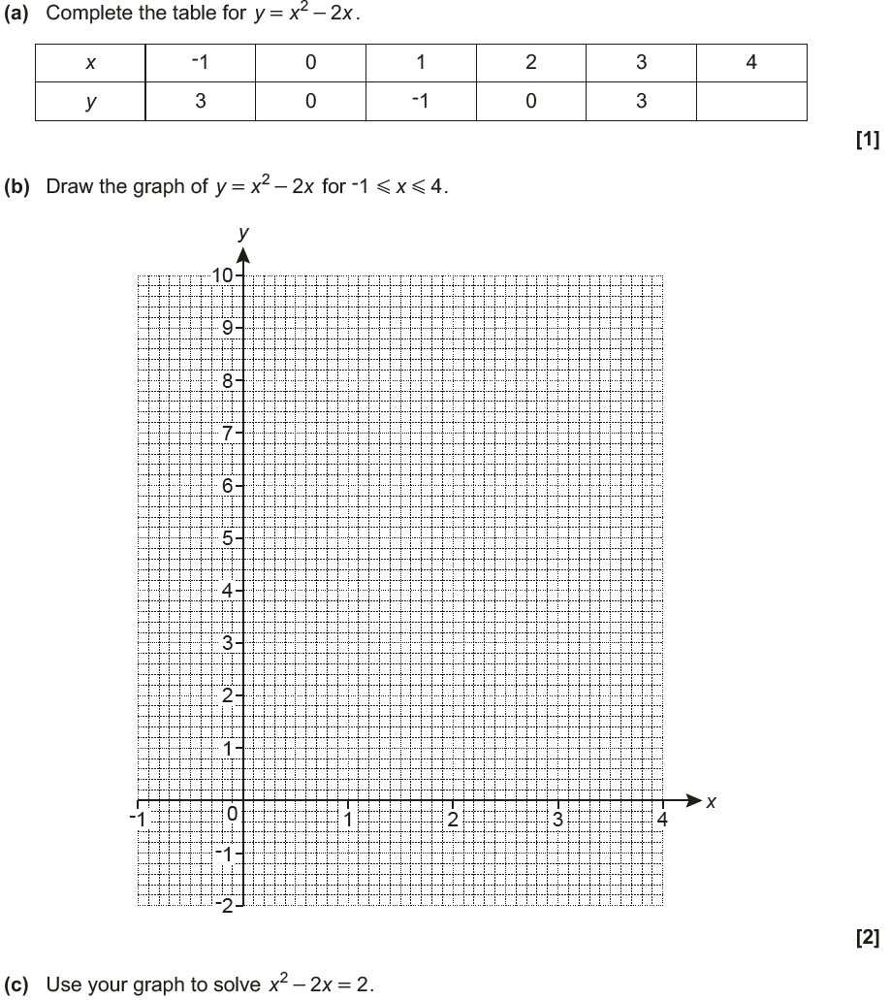 (a) Complete the table for y = x² – 2x.
x -1 0 1 2 3 4
y 3 0 -1 0 3
[1]
(b) Draw the graph of y = x² – 2x for -1 ⩽ x ⩽ 4.
y
10
9
8
7
6
5
4
3
2
1
x
-1 0 1 2 3 4
-1
-2
[2]
(c) Use your graph to solve x² – 2x = 2.